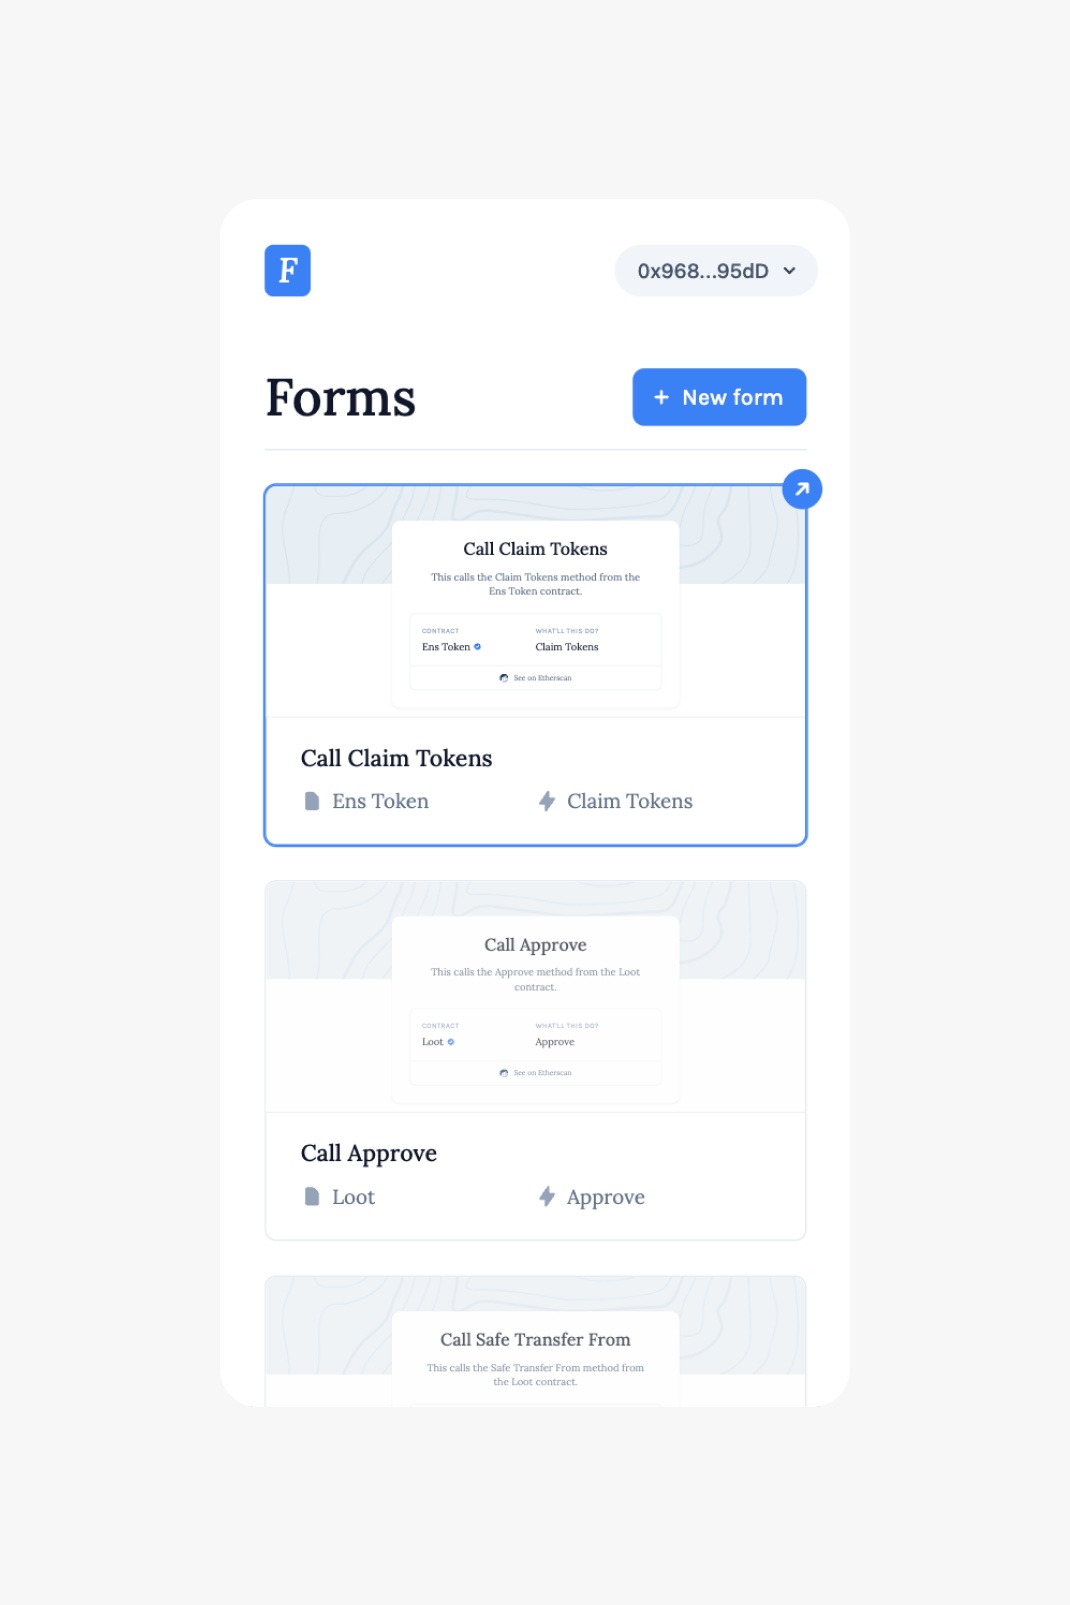 F
0x968...95dD
Forms
+ New form
Call Claim Tokens
This calls the Claim Tokens method from the
Ens Token contract.
CONTRACT
WHAT'LL THIS DO?
Ens Token
Claim Tokens
See on Etherscan
Call Claim Tokens
Ens Token
Claim Tokens
Call Approve
This calls the Approve method from the Loot
contract.
CONTRACT
WHAT'LL THIS DO?
Loot
Approve
See on Etherscan
Call Approve
Loot
Approve
Call Safe Transfer From
This calls the Safe Transfer From method from
the Loot contract.